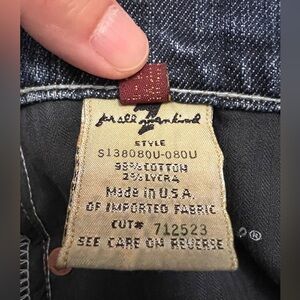 7
for all mankind
STYLE
S138080U-080U
98% COTTON
2% LYCRA
Made in U.S.A.
OF IMPORTED FABRIC
CUT# 712523
SEE CARE ON REVERSE
®